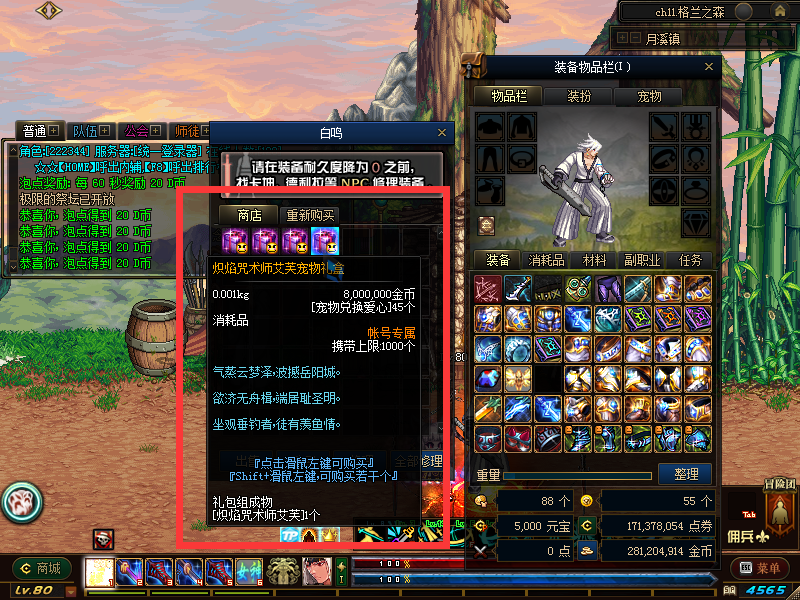 ch11.格兰之森
月溪镇
装备物品栏(I)
物品栏 装扮 宠物
普通 队伍 公会 师徒
角色:[222344] 服务器:[统一登录器]
☆☆[HOME]呼出内辅,[F8]呼出排行
泡点奖励: 每 60 秒奖励 20 D币
极限的祭坛已开放
恭喜你, 泡点得到 20 D币
恭喜你, 泡点得到 20 D币
恭喜你, 泡点得到 20 D币
恭喜你, 泡点得到 20 D币
白鸣
请在装备耐久度降为 0 之前,
找卡坤、德利拉等 NPC 修理装备。
商店 重新购买
炽焰咒术师艾芙宠物礼盒
0.001kg 8,000,000金币
[宠物兑换爱心]45个
消耗品
帐号专属
携带上限:1000个
气蒸云梦泽,波撼岳阳城。
欲济无舟楫,端居耻圣明。
坐观垂钓者,徒有羡鱼情。
『点击滑鼠左键可购买』
『Shift+滑鼠左键,可购买若干个』
礼包组成物
[炽焰咒术师艾芙]1个
修理
装备 消耗品 材料 副职业 任务
重量 整理
88 个 55 个
5,000 元宝 171,378,054 点券
0 点 281,204,914 金币
冒险团
Tab
佣兵
商城
Lv.80
TP
女神
100%
100%
ESC 菜单
4565